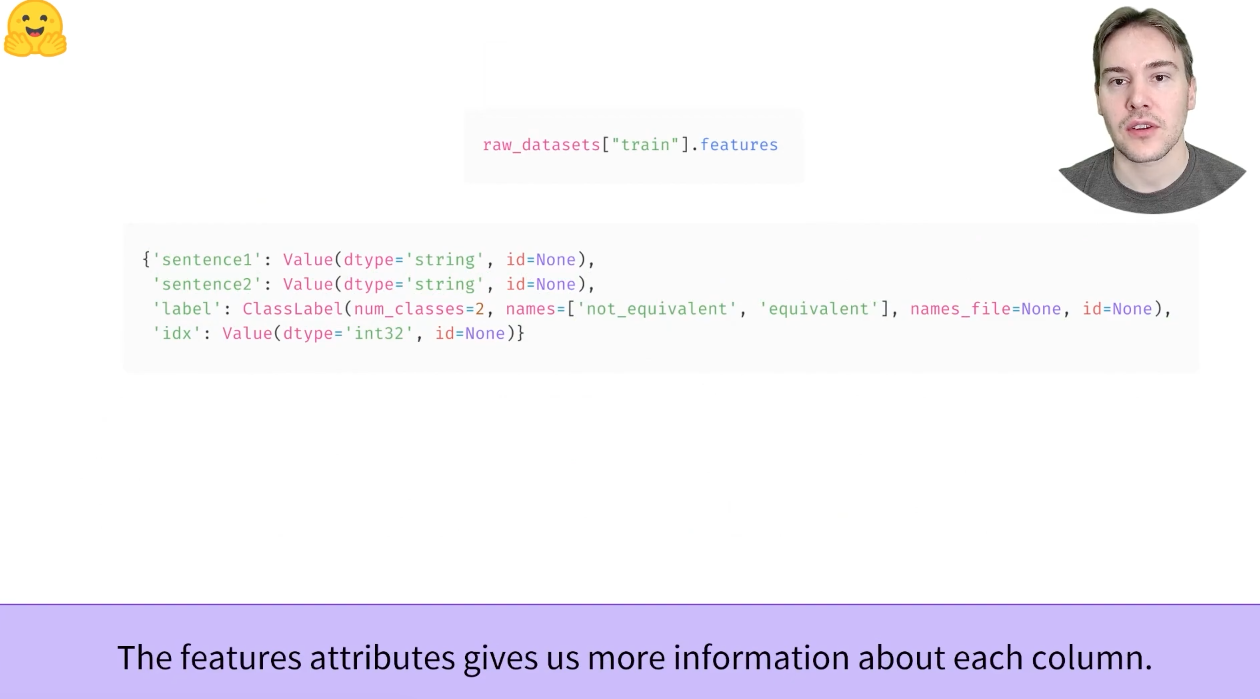 raw_datasets["train"].features
{'sentence1': Value(dtype='string', id=None),
 'sentence2': Value(dtype='string', id=None),
 'label': ClassLabel(num_classes=2, names=['not_equivalent', 'equivalent'], names_file=None, id=None),
 'idx': Value(dtype='int32', id=None)}
The features attributes gives us more information about each column.